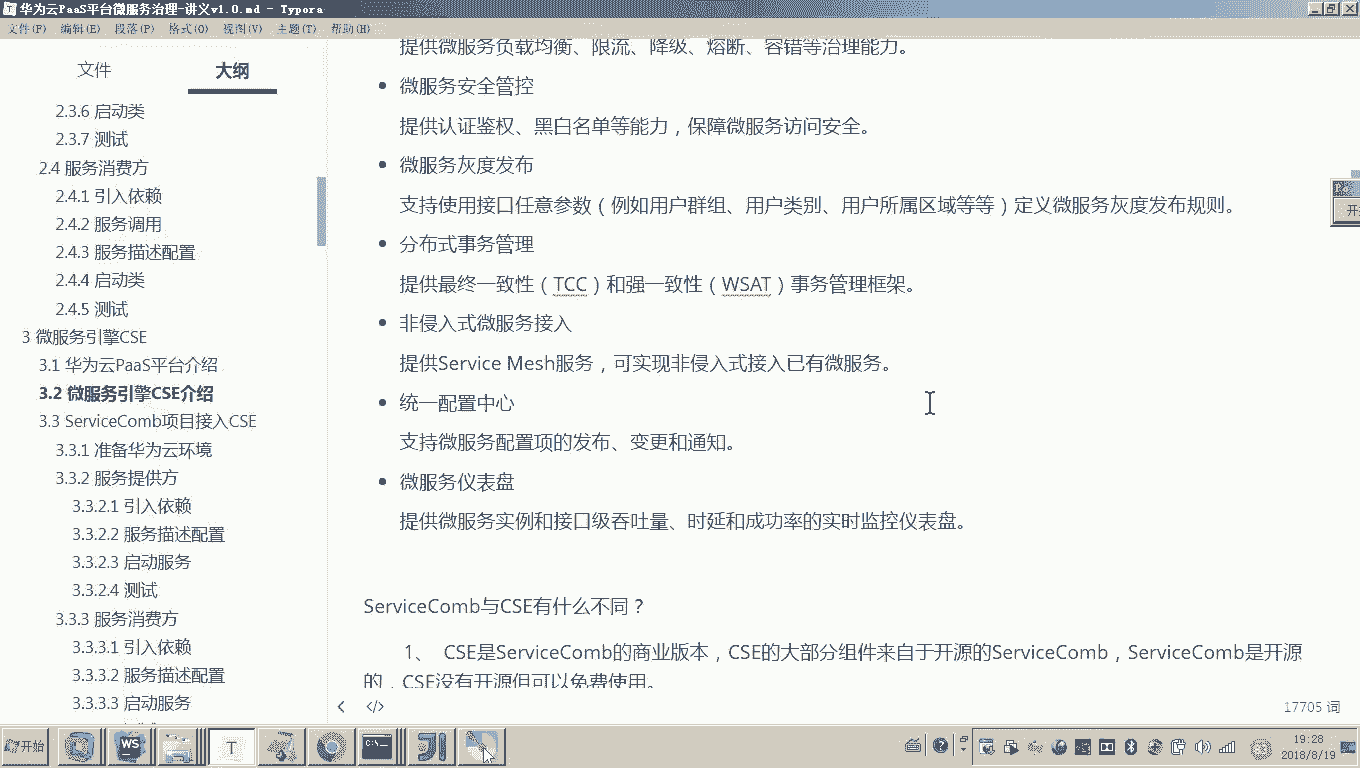 华为云PaaS平台微服务治理-讲义v1.0.md - Typora
文件(F) 编辑(E) 段落(P) 格式(O) 视图(V) 主题(T) 帮助(H)
文件 大纲
2.3.6 启动类
2.3.7 测试
2.4 服务消费方
2.4.1 引入依赖
2.4.2 服务调用
2.4.3 服务描述配置
2.4.4 启动类
2.4.5 测试
3 微服务引擎CSE
3.1 华为云PaaS平台介绍
3.2 微服务引擎CSE介绍
3.3 ServiceComb项目接入CSE
3.3.1 准备华为云环境
3.3.2 服务提供方
3.3.2.1 引入依赖
3.3.2.2 服务描述配置
3.3.2.3 启动服务
3.3.2.4 测试
3.3.3 服务消费方
3.3.3.1 引入依赖
3.3.3.2 服务描述配置
3.3.3.3 启动服务
提供微服务负载均衡、限流、降级、熔断、容错等治理能力。
微服务安全管控
提供认证鉴权、黑白名单等能力，保障微服务访问安全。
微服务灰度发布
支持使用接口任意参数（例如用户群组、用户类别、用户所属区域等等）定义微服务灰度发布规则。
分布式事务管理
提供最终一致性（TCC）和强一致性（WSAT）事务管理框架。
非侵入式微服务接入
提供Service Mesh服务，可实现非侵入式接入已有微服务。
统一配置中心
支持微服务配置项的发布、变更和通知。
微服务仪表盘
提供微服务实例和接口级吞吐量、时延和成功率的实时监控仪表盘。
ServiceComb与CSE有什么不同？
1、 CSE是ServiceComb的商业版本，CSE的大部分组件来自于开源的ServiceComb，ServiceComb是开源
的，CSE没有开源但可以免费使用。
17705 词
开始
WS
T
19:28
2018/8/19